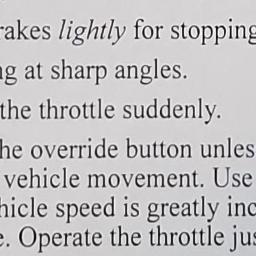 rakes lightly for stopping
ng at sharp angles.
the throttle suddenly.
he override button unles
vehicle movement. Use
hicle speed is greatly inc
e. Operate the throttle jus